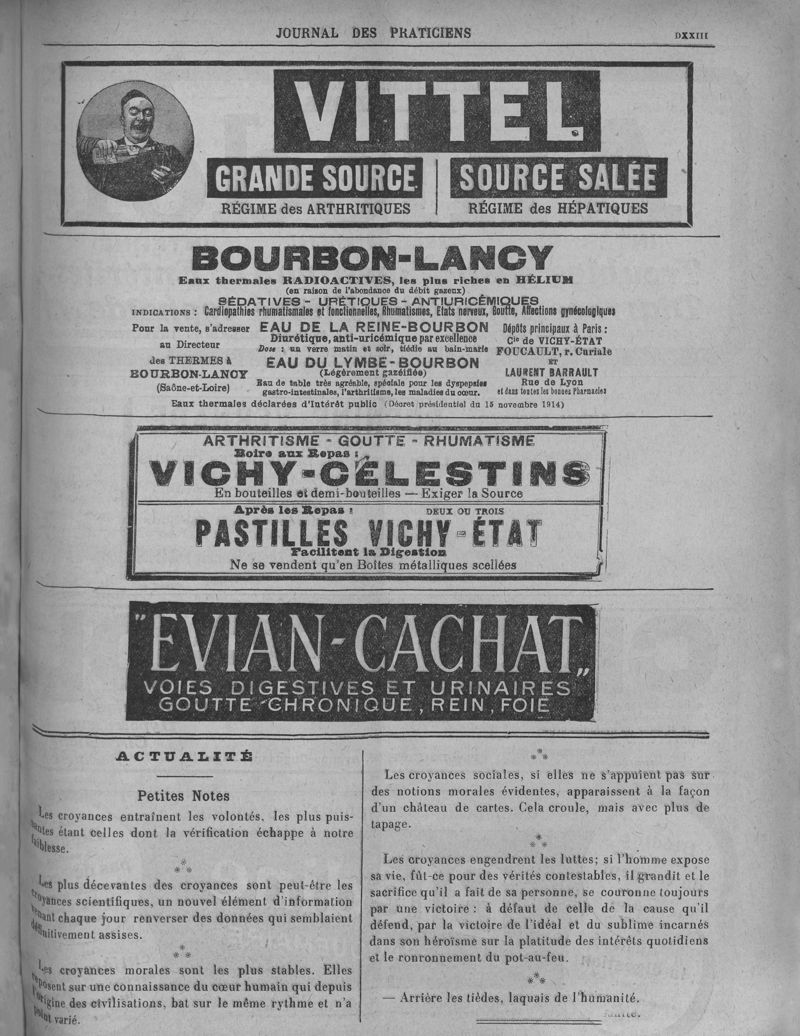 JOURNAL DES PRATICIENS
DXXIII
VITTEL
GRANDE SOURCE
RÉGIME des ARTHRITIQUES
SOURCE SALÉE
RÉGIME des HÉPATIQUES
BOURBON-LANCY
Eaux thermales RADIOACTIVES, les plus riches en HÉLIUM
(en raison de l'abondance du débit gazeux)
SÉDATIVES - URÉTIQUES - ANTIURICÉMIQUES
INDICATIONS : Cardiopathies rhumatismales et fonctionnelles, Rhumatismes, Etats nerveux, Goutte, Affections gynécologiques
Pour la vente, s'adresser
au Directeur
des THERMES à
BOURBON-LANCY
(Saône-et-Loire)
EAU DE LA REINE-BOURBON
Diurétique, anti-uricémique par excellence
Dose : un verre matin et soir, tiédie au bain-marie
EAU DU LYMBE-BOURBON
(Légèrement gazéifiée)
Eau de table très agréable, spéciale pour les dyspepsies
gastro-intestinales, l'arthritisme, les maladies du cœur.
Dépôts principaux à Paris :
Cie de VICHY-ÉTAT
FOUCAULT, r. Curiale
ET
LAURENT BARRAULT
Rue de Lyon
et dans toutes les bonnes Pharmacies
Eaux thermales déclarées d'Intérêt public (Décret présidentiel du 15 novembre 1914)
ARTHRITISME - GOUTTE - RHUMATISME
Boire aux Repas :
VICHY-CÉLESTINS
En bouteilles et demi-bouteilles — Exiger la Source
Après les Repas : DEUX OU TROIS
PASTILLES VICHY-ÉTAT
Facilitent la Digestion
Ne se vendent qu'en Boîtes métalliques scellées
"EVIAN-CACHAT„
VOIES DIGESTIVES ET URINAIRES
GOUTTE CHRONIQUE, REIN, FOIE
ACTUALITÉ
Petites Notes
Les croyances entraînent les volontés, les plus puis-
santes étant celles dont la vérification échappe à notre
faiblesse.
Les plus décevantes des croyances sont peut-être les
croyances scientifiques, un nouvel élément d'information
venant chaque jour renverser des données qui semblaient
définitivement assises.
Les croyances morales sont les plus stables. Elles
reposent sur une connaissance du cœur humain qui depuis
l'origine des civilisations, bat sur le même rythme et n'a
point varié.
Les croyances sociales, si elles ne s'appuient pas sur
des notions morales évidentes, apparaissent à la façon
d'un château de cartes. Cela croule, mais avec plus de
tapage.
Les croyances engendrent les luttes; si l'homme expose
sa vie, fût-ce pour des vérités contestables, il grandit et le
sacrifice qu'il a fait de sa personne, se couronne toujours
par une victoire : à défaut de celle de la cause qu'il
défend, par la victoire de l'idéal et du sublime incarnés
dans son héroïsme sur la platitude des intérêts quotidiens
et le ronronnement du pot-au-feu.
— Arrière les tièdes, laquais de l'humanité.